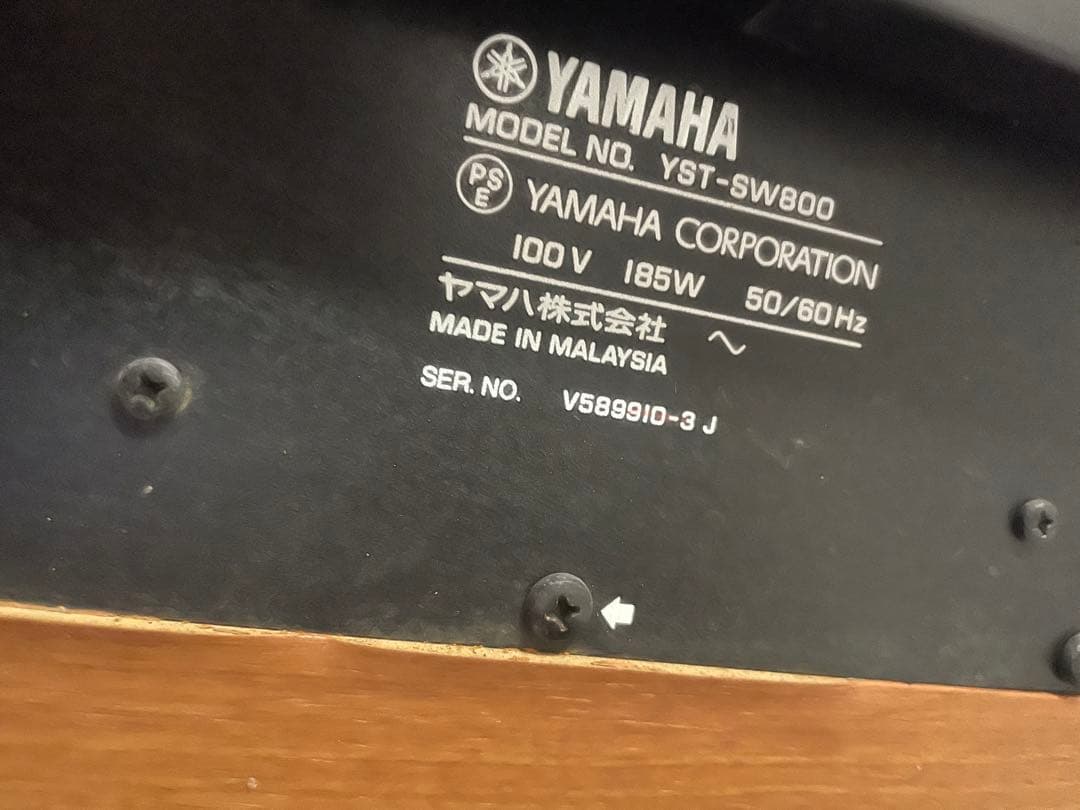 YAMAHA
MODEL NO. YST-SW800
PSE YAMAHA CORPORATION
100V 185W 50/60Hz
ヤマハ株式会社 ~
MADE IN MALAYSIA
SER. NO. V589910-3 J